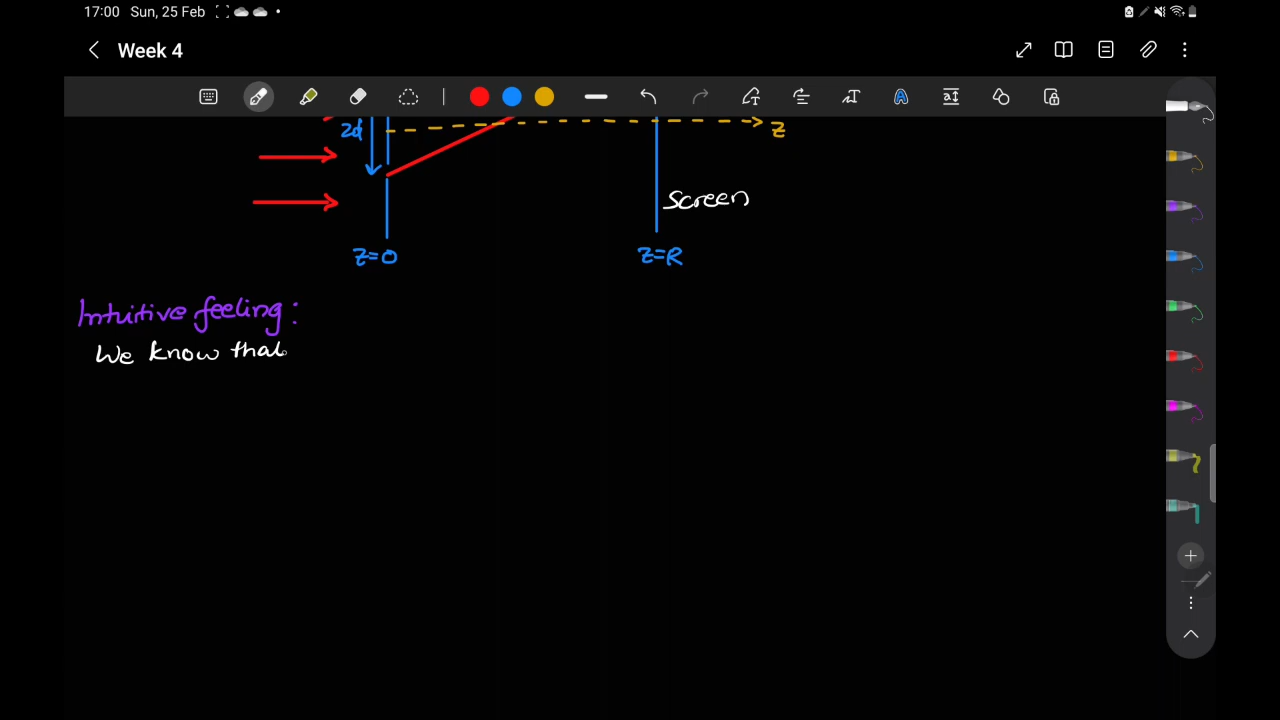 17:00 Sun, 25 Feb
Week 4
2d
z
Screen
z=0
z=R
Intuitive feeling:
We know that